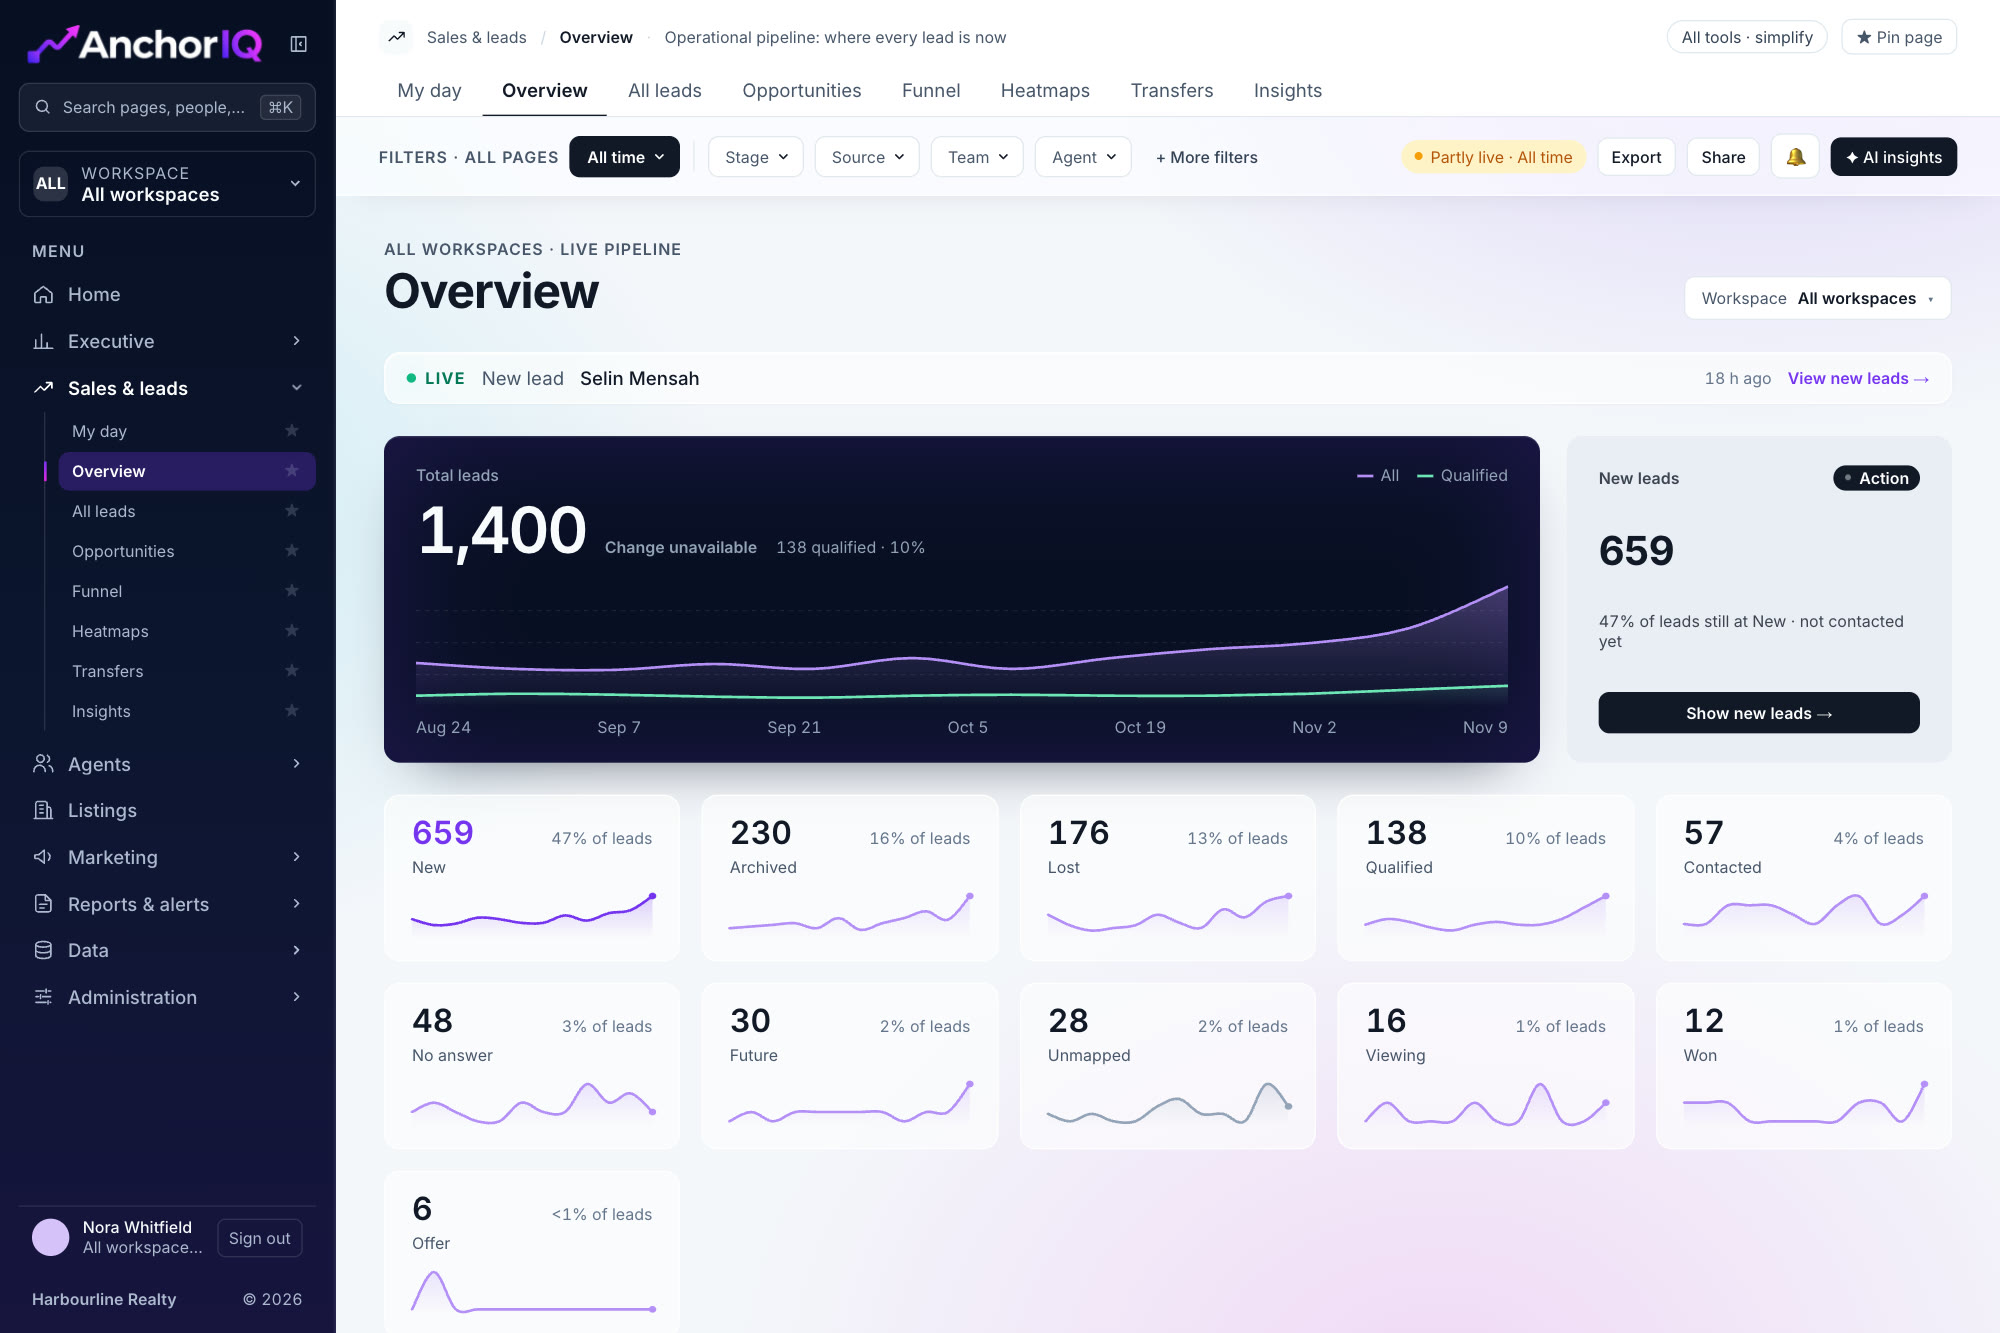 AnchorIQ
Search pages, people,... ⌘K
ALL
WORKSPACE
All workspaces
MENU
Home
Executive
Sales & leads
My day
Overview
All leads
Opportunities
Funnel
Heatmaps
Transfers
Insights
Agents
Listings
Marketing
Reports & alerts
Data
Administration
Nora Whitfield
All workspace...
Sign out
Harbourline Realty © 2026
Sales & leads / Overview · Operational pipeline: where every lead is now
All tools · simplify
★ Pin page
My day Overview All leads Opportunities Funnel Heatmaps Transfers Insights
FILTERS · ALL PAGES All time Stage Source Team Agent + More filters
Partly live · All time Export Share ✦ AI insights
ALL WORKSPACES · LIVE PIPELINE
Overview
Workspace All workspaces
LIVE New lead Selin Mensah 18 h ago View new leads →
Total leads All Qualified
1,400 Change unavailable 138 qualified · 10%
Aug 24 Sep 7 Sep 21 Oct 5 Oct 19 Nov 2 Nov 9
New leads Action
659
47% of leads still at New · not contacted
yet
Show new leads →
659 47% of leads
New
230 16% of leads
Archived
176 13% of leads
Lost
138 10% of leads
Qualified
57 4% of leads
Contacted
48 3% of leads
No answer
30 2% of leads
Future
28 2% of leads
Unmapped
16 1% of leads
Viewing
12 1% of leads
Won
6 <1% of leads
Offer